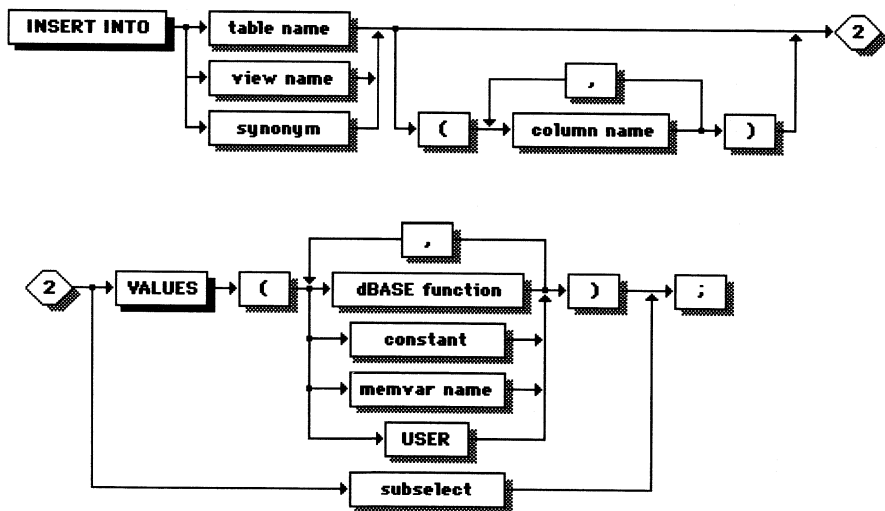 INSERT INTO
table name
2
view name
,
synonym
(
column name
)
,
2
VALUES
(
dBASE function
)
;
constant
memvar name
USER
subselect